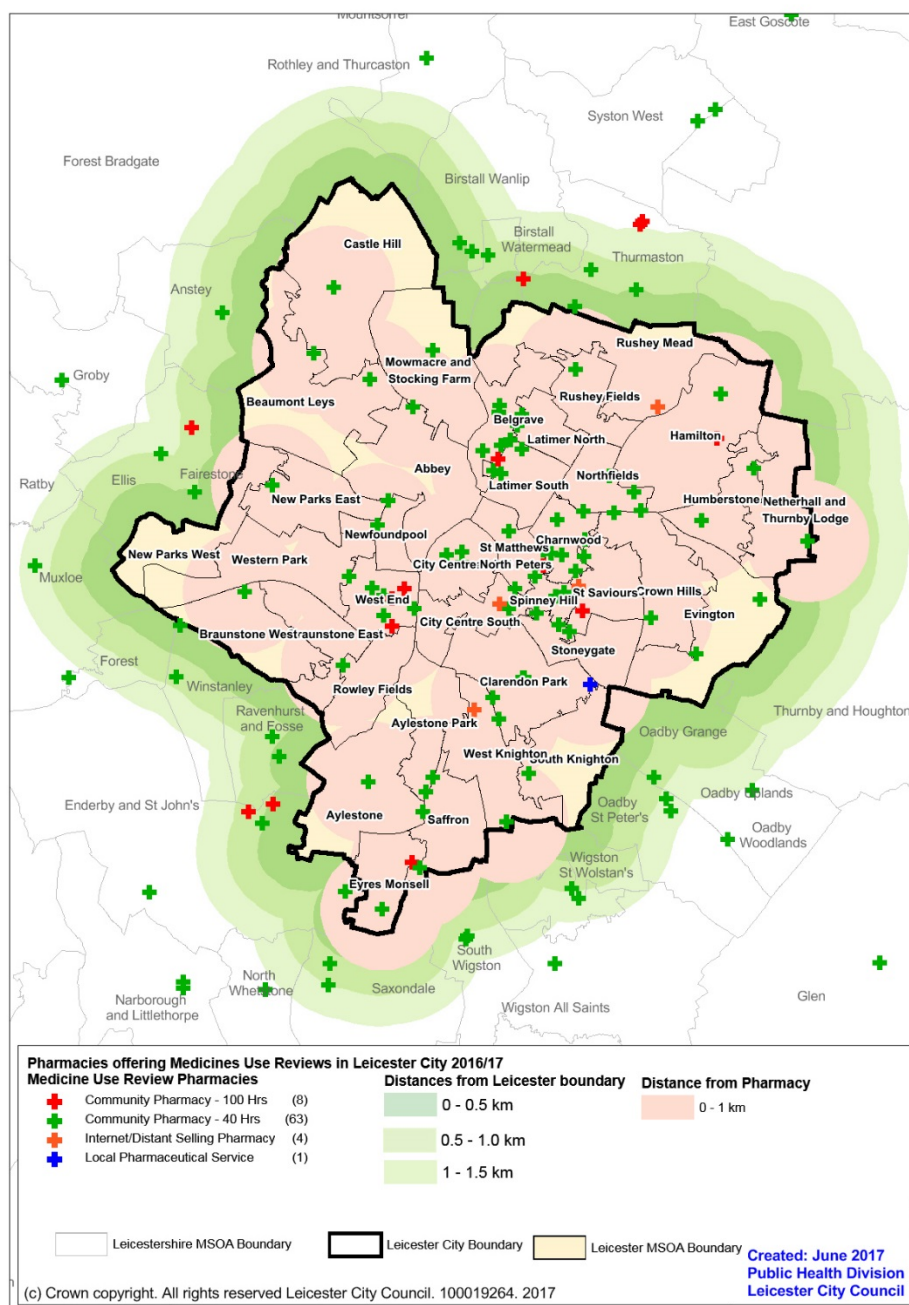 Mountsorrel
East Goscote
Rothley and Thurcaston
Syston West
Forest Bradgate
Birstall Wanlip
Castle Hill
Birstall
Watermead
Thurmaston
Anstey
Rushey Mead
Mowmacre and
Stocking Farm
Groby
Beaumont Leys
Rushey Fields
Belgrave
Latimer North
Hamilton
Abbey
Ellis
Fairestone
Ratby
Latimer South
Northfields
New Parks East
Humberstone
Netherhall and
Thurnby Lodge
Newfoundpool
Charnwood
St Matthews
New Parks West
Western Park
City Centre North
Peters
Muxloe
West End
Spinney Hill
St Saviours
Crown Hills
Evington
Braunstone West
Braunstone East
City Centre South
Stoneygate
Forest
Winstanley
Rowley Fields
Clarendon Park
Thurnby and Houghton
Ravenhurst
and Fosse
Aylestone Park
Oadby Grange
West Knighton
South Knighton
Enderby and St John's
Oadby Uplands
Aylestone
Saffron
Oadby
St Peter's
Oadby
Woodlands
Wigston
St Wolstan's
Eyres Monsell
South
Wigston
North
Whetstone
Saxondale
Narborough
and Littlethorpe
Wigston All Saints
Glen
Pharmacies offering Medicines Use Reviews in Leicester City 2016/17
Medicine Use Review Pharmacies
Community Pharmacy - 100 Hrs (8)
Community Pharmacy - 40 Hrs (63)
Internet/Distant Selling Pharmacy (4)
Local Pharmaceutical Service (1)
Distances from Leicester boundary
0 - 0.5 km
0.5 - 1.0 km
1 - 1.5 km
Distance from Pharmacy
0 - 1 km
Leicestershire MSOA Boundary
Leicester City Boundary
Leicester MSOA Boundary
Created: June 2017
Public Health Division
Leicester City Council
(c) Crown copyright. All rights reserved Leicester City Council. 100019264. 2017